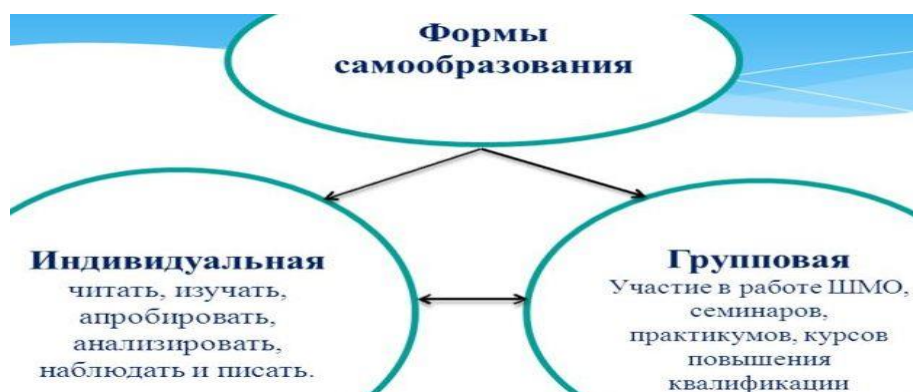 Формы
самообразования
Индивидуальная
читать, изучать,
апробировать,
анализировать,
наблюдать и писать.
Групповая
Участие в работе ШМО,
семинаров,
практикумов, курсов
повышения
квалификации